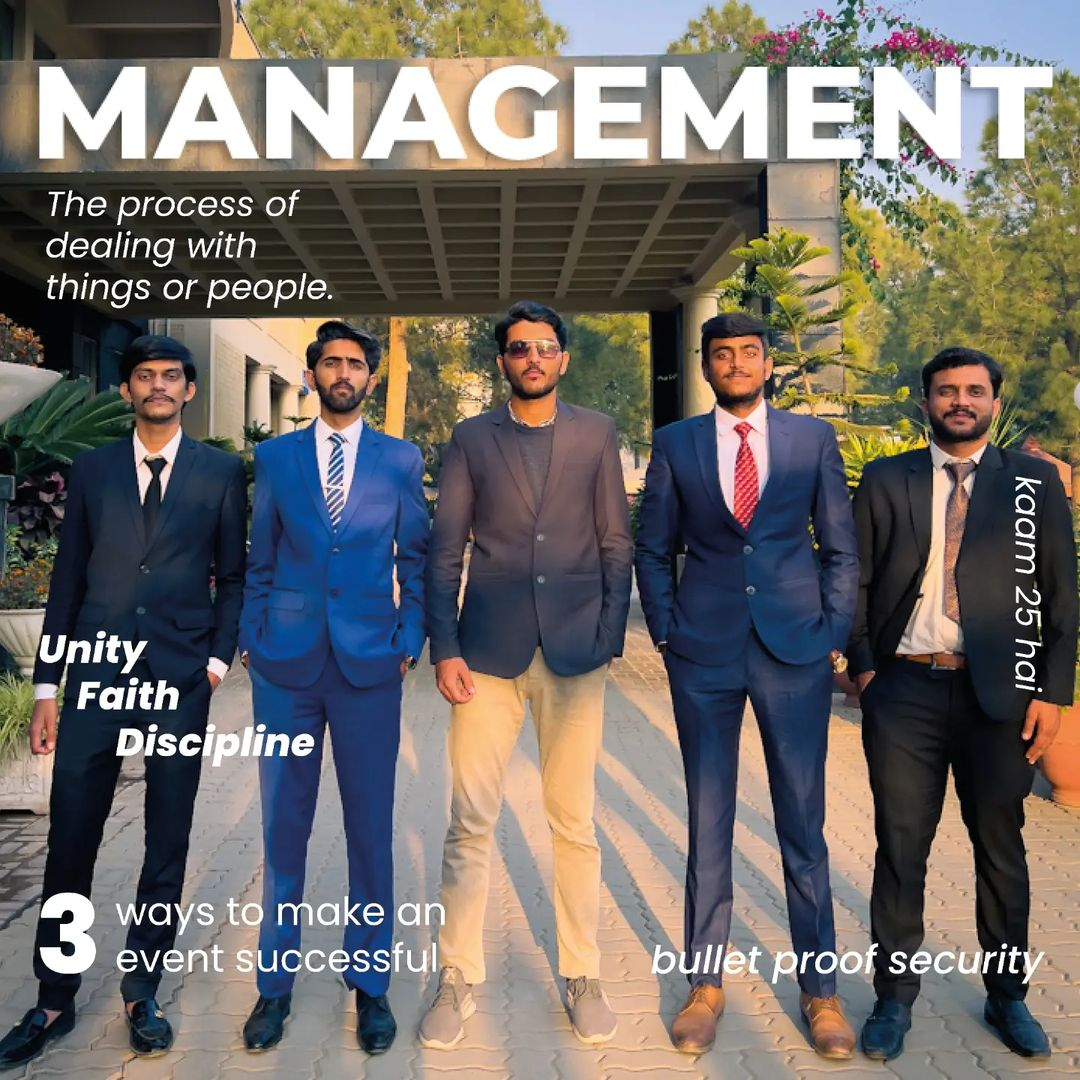 MANAGEMENT
The process of
dealing with
things or people.
kaam 25 hai
Unity
Faith
Discipline
3 ways to make an
event successful
bullet proof security